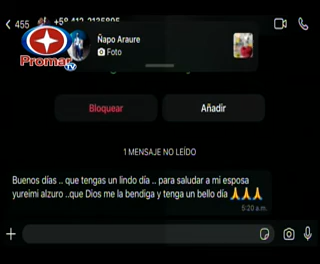 455
+58 412-2125895
Ñapo Araure
Foto
Promar
TV
Bloquear
Añadir
1 MENSAJE NO LEÍDO
Buenos días .. que tengas un lindo día .. para saludar a mi esposa
yureimi alzuro ..que Dios me la bendiga y tenga un bello día 🙏🙏🙏
5:20 a.m.